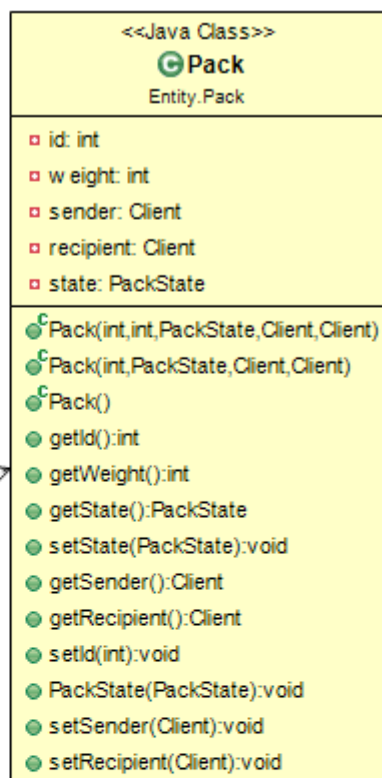 <<Java Class>>
C Pack
Entity.Pack
id: int
weight: int
sender: Client
recipient: Client
state: PackState
C Pack(int,int,PackState,Client,Client)
C Pack(int,PackState,Client,Client)
C Pack()
getId():int
getWeight():int
getState():PackState
setState(PackState):void
getSender():Client
getRecipient():Client
setId(int):void
PackState(PackState):void
setSender(Client):void
setRecipient(Client):void